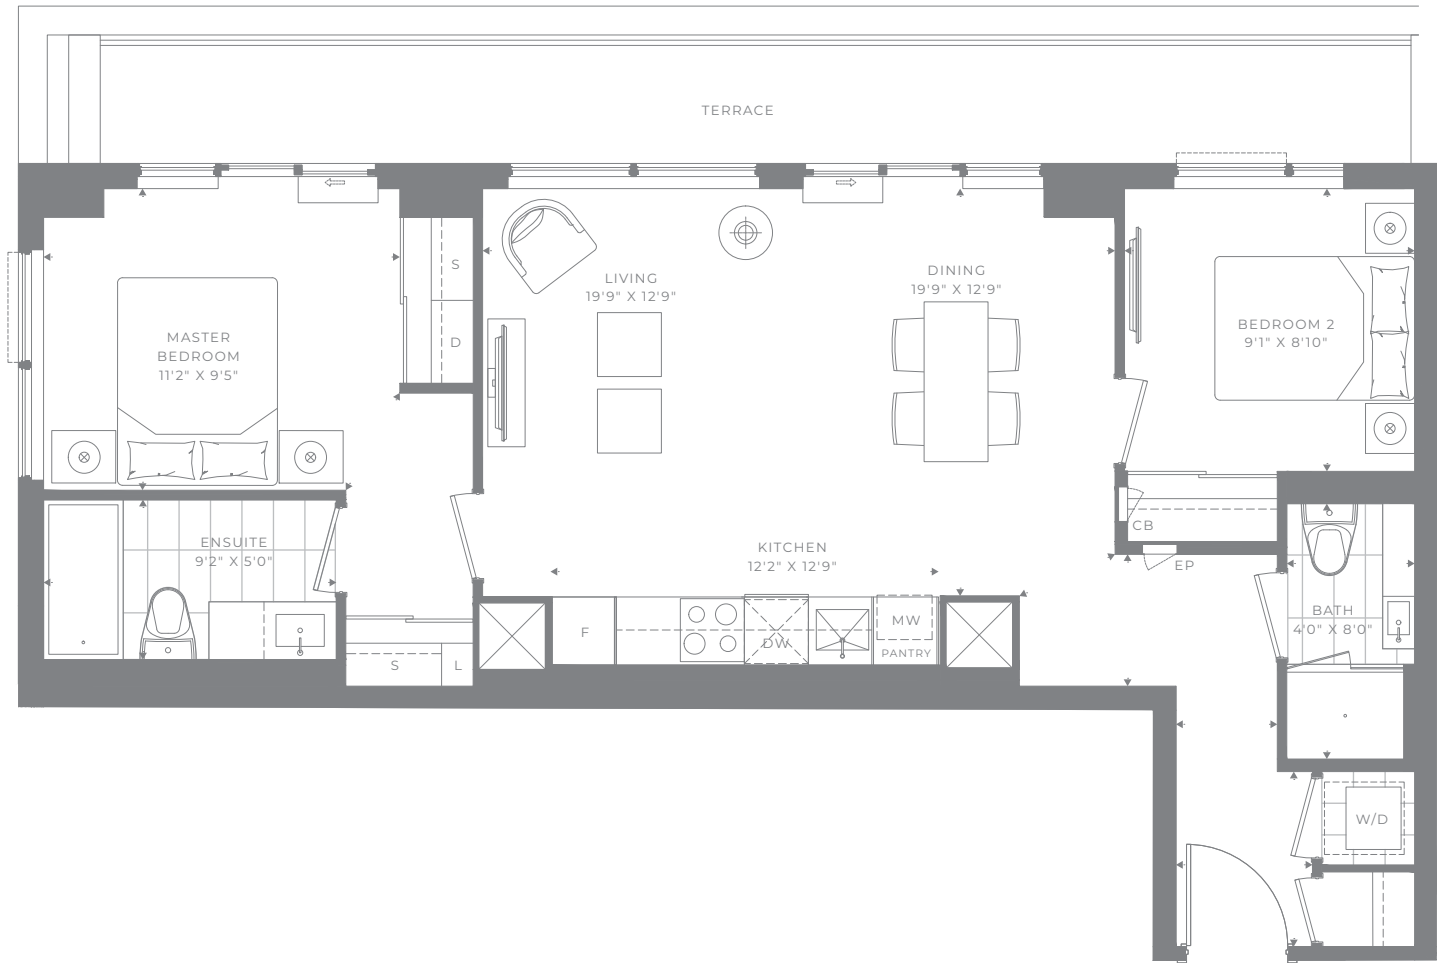 TERRACE
LIVING
19'9" X 12'9"
DINING
19'9" X 12'9"
S
D
MASTER
BEDROOM
11'2" X 9'5"
BEDROOM 2
9'1" X 8'10"
ENSUITE
9'2" X 5'0"
KITCHEN
12'2" X 12'9"
CB
EP
F
DW
MW
PANTRY
BATH
4'0" X 8'0"
S
L
W/D